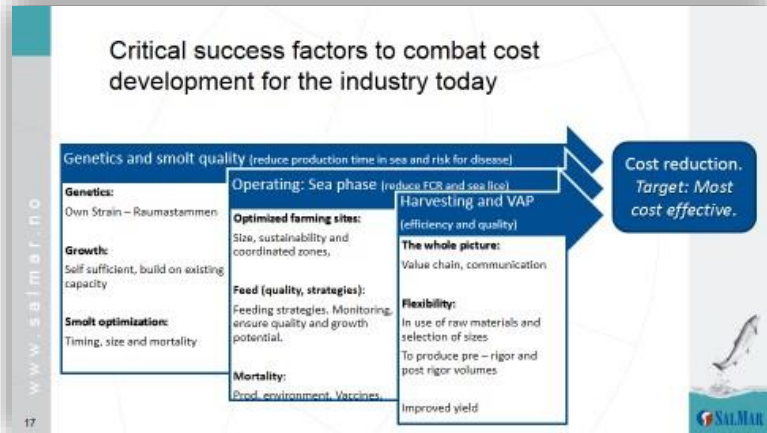 Critical success factors to combat cost
development for the industry today
Genetics and smolt quality (reduce production time in sea and risk for disease)
Genetics:
Own Strain – Raumastammen
Growth:
Self sufficient, build on existing
capacity
Smolt optimization:
Timing, size and mortality
Operating: Sea phase (reduce FCR and sea lice)
Optimized farming sites:
Size, sustainability and
coordinated zones,
Feed (quality, strategies):
Feeding strategies. Monitoring,
ensure quality and growth
potential.
Mortality:
Prod. environment, Vaccines,
Harvesting and VAP
(efficiency and quality)
The whole picture:
Value chain, communication
Flexibility:
In use of raw materials and
selection of sizes
To produce pre – rigor and
post rigor volumes
Improved yield
Cost reduction.
Target: Most
cost effective.
www.salmar.no
17
SALMAR